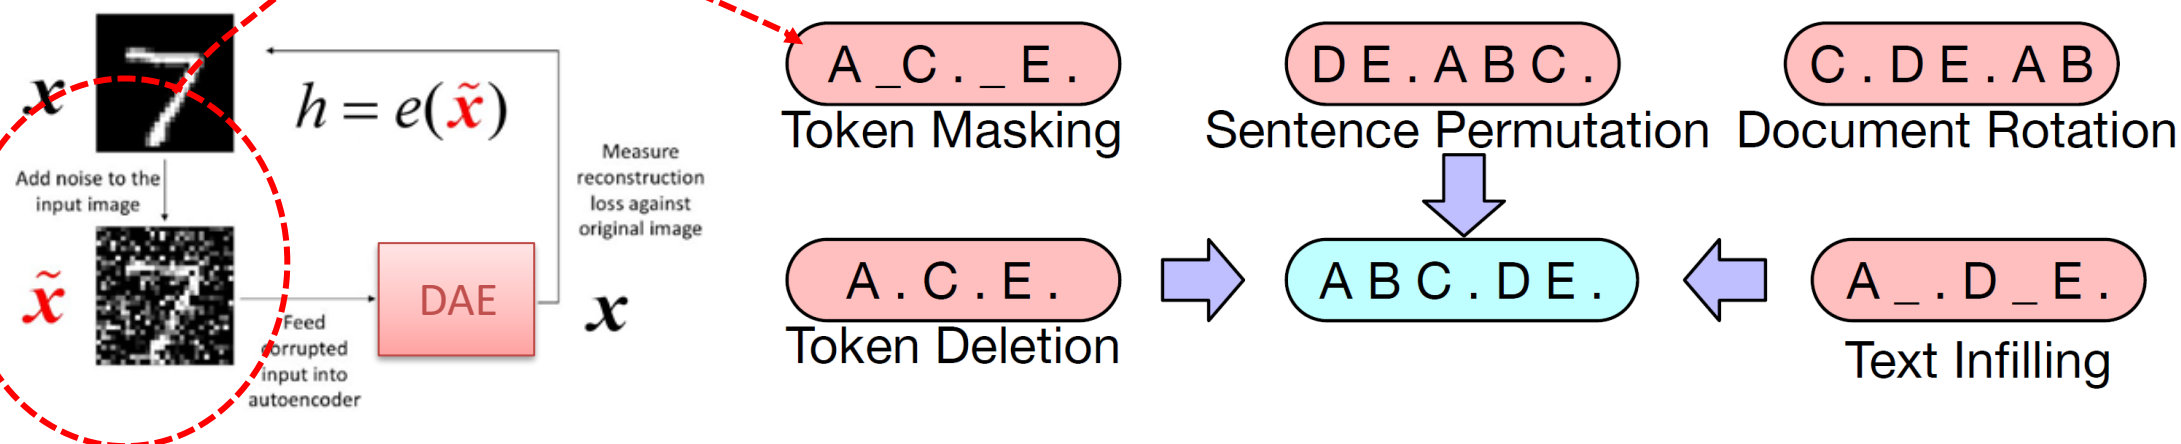 x
h = e(x̃)
Add noise to the
input image
x̃
DAE
Feed
corrupted
input into
autoencoder
Measure
reconstruction
loss against
original image
x
A _C . _ E .
Token Masking
D E . A B C .
Sentence Permutation
C . D E . A B
Document Rotation
A . C . E .
Token Deletion
A B C . D E .
A _ . D _ E .
Text Infilling